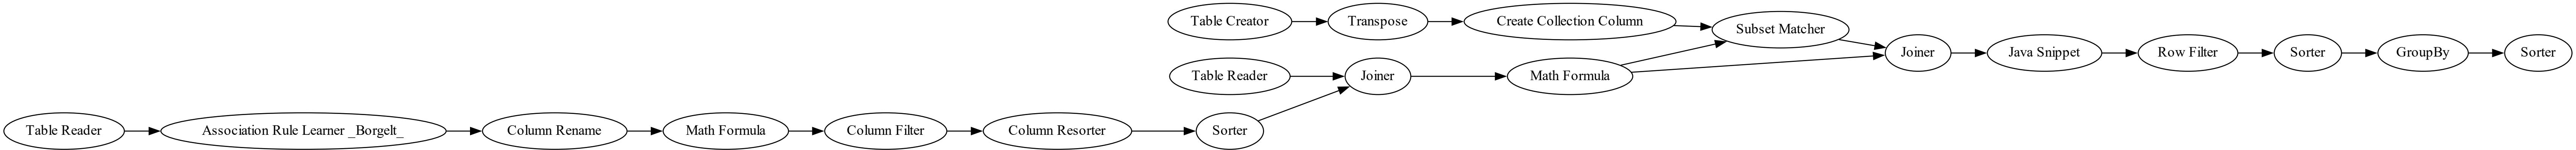 Table Creator
Transpose
Create Collection Column
Subset Matcher
Table Reader
Joiner
Math Formula
Joiner
Java Snippet
Row Filter
Sorter
GroupBy
Sorter
Table Reader
Association Rule Learner _Borgelt_
Column Rename
Math Formula
Column Filter
Column Resorter
Sorter